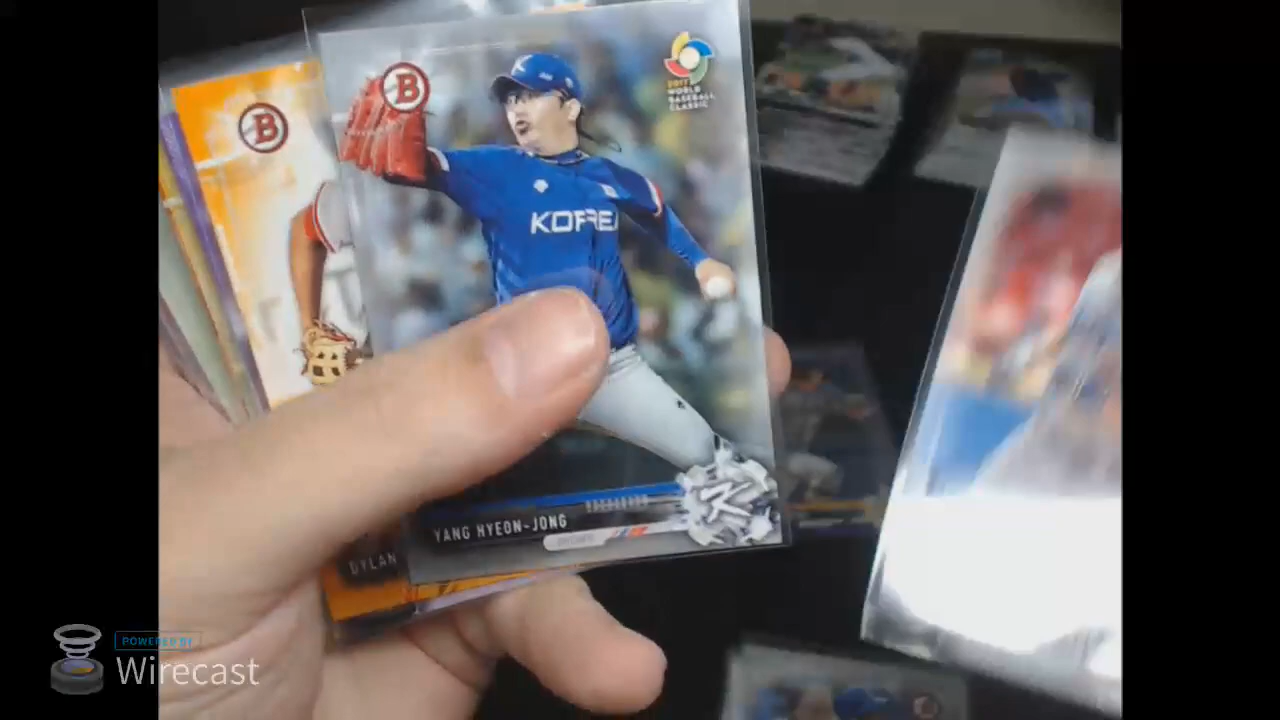 B
B
2017
WORLD
BASEBALL
CLASSIC
KOREA
YANG HYEON-JONG
DYLAN
POWERED BY
Wirecast